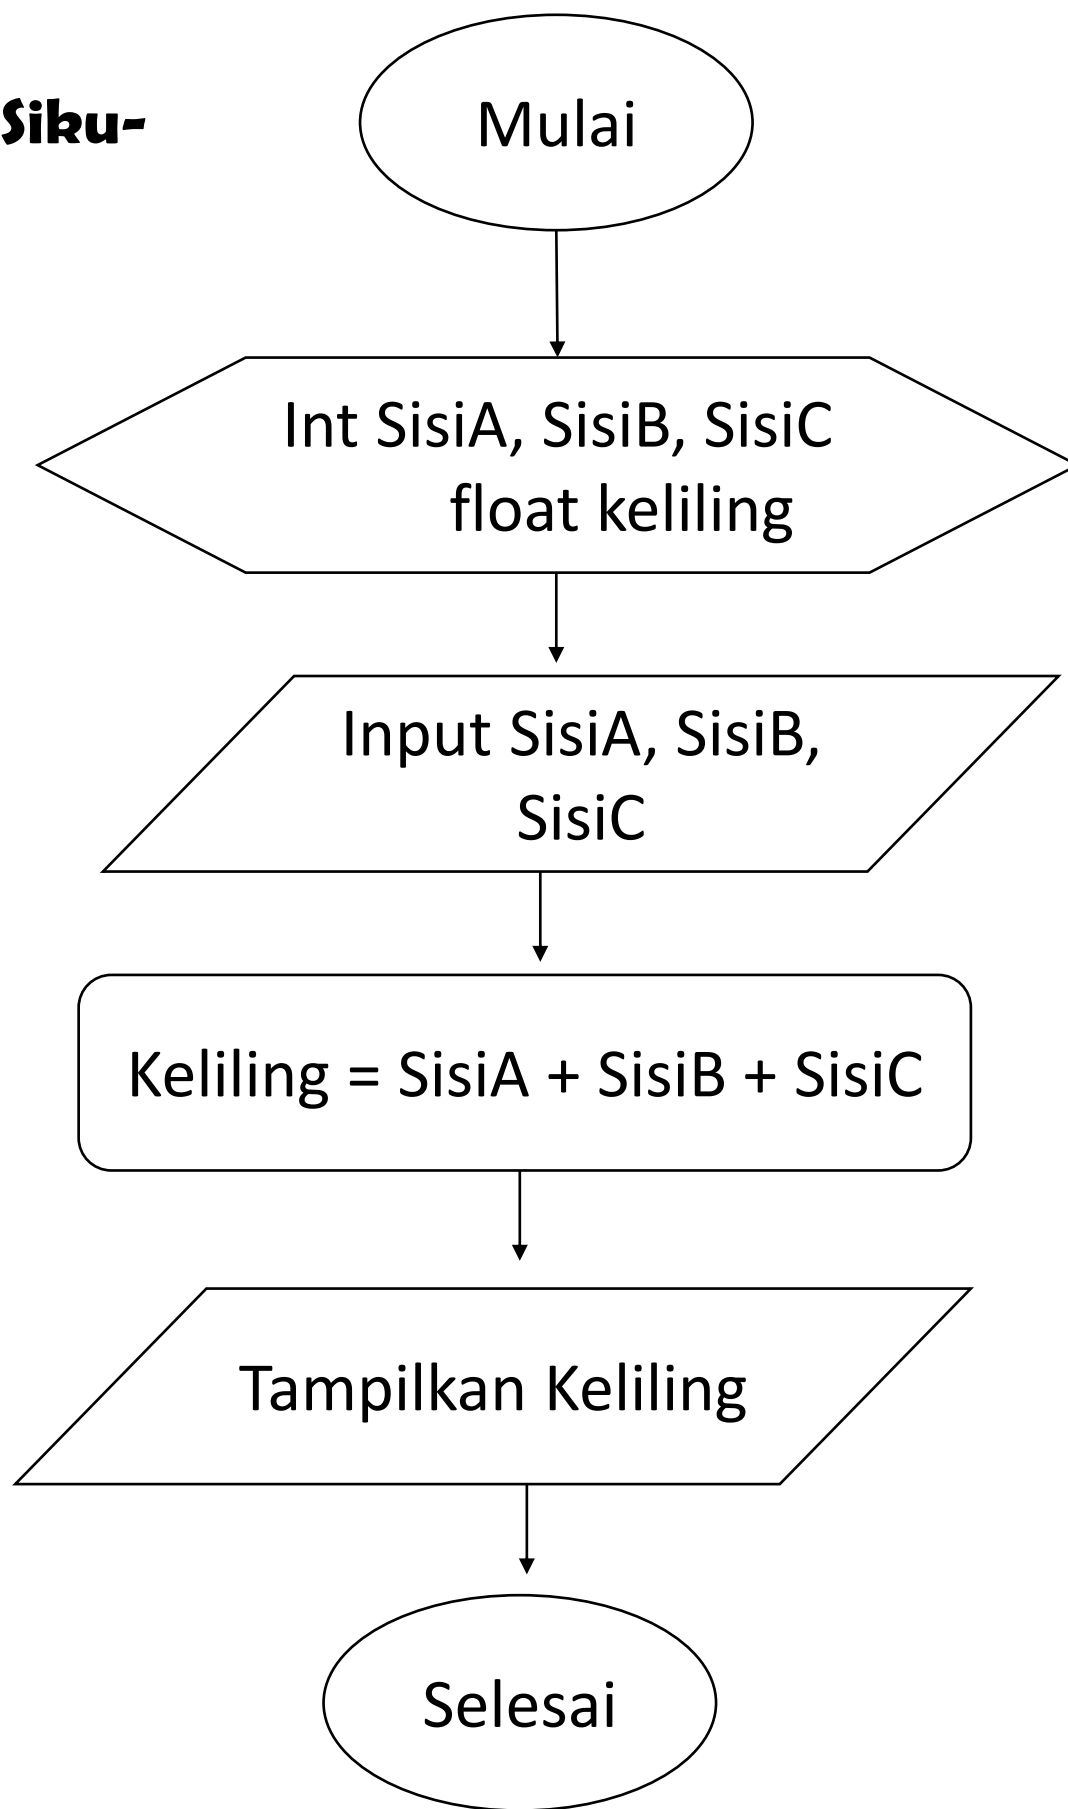 Siku-
Mulai
Int SisiA, SisiB, SisiC
float keliling
Input SisiA, SisiB,
SisiC
Keliling = SisiA + SisiB + SisiC
Tampilkan Keliling
Selesai